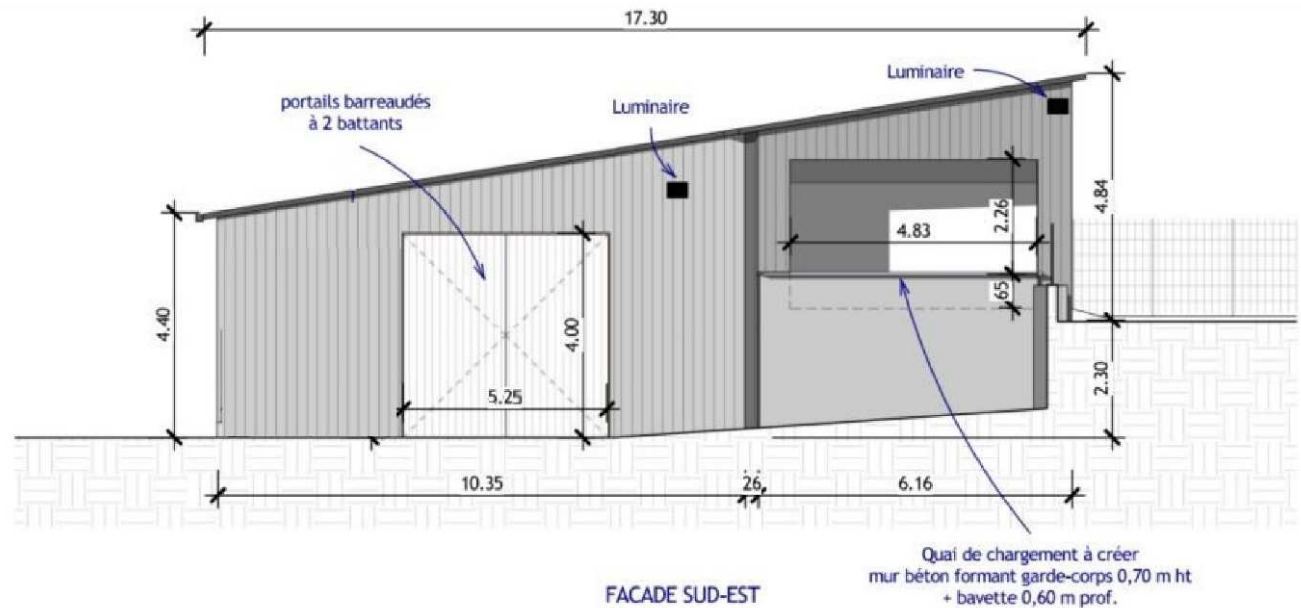 17.30
Luminaire
portails barreaudés
à 2 battants
Luminaire
4.84
2.26
4.83
65
4.40
4.00
5.25
2.30
10.35
26
6.16
Quai de chargement à créer
mur béton formant garde-corps 0,70 m ht
+ bavette 0,60 m prof.
FACADE SUD-EST